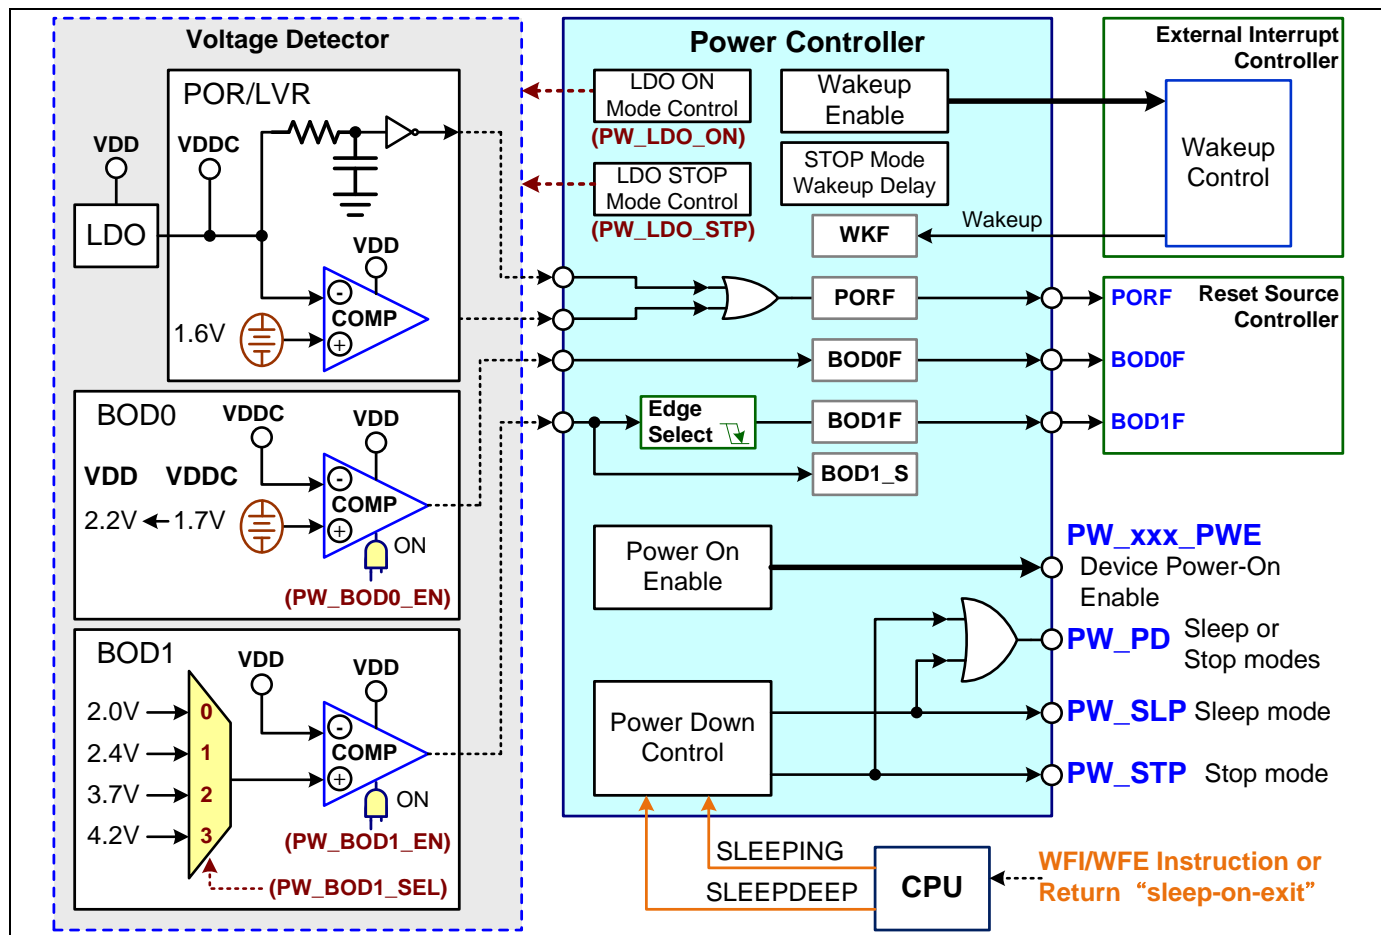 Voltage Detector
POR/LVR
VDD
VDDC
LDO
VDD
-
COMP
+
1.6V
BOD0
VDDC
VDD
VDD VDDC
2.2V 1.7V
-
COMP
+
ON
(PW_BOD0_EN)
BOD1
VDD
VDD
2.0V
2.4V
3.7V
4.2V
0
1
2
3
-
COMP
+
ON
(PW_BOD1_EN)
(PW_BOD1_SEL)
Power Controller
LDO ON
Mode Control
(PW_LDO_ON)
LDO STOP
Mode Control
(PW_LDO_STP)
Wakeup
Enable
STOP Mode
Wakeup Delay
WKF
Wakeup
PORF
BOD0F
Edge
Select
BOD1F
BOD1_S
Power On
Enable
Power Down
Control
External Interrupt
Controller
Wakeup
Control
Reset Source
Controller
PORF
BOD0F
BOD1F
PW_xxx_PWE
Device Power-On
Enable
PW_PD Sleep or
Stop modes
PW_SLP Sleep mode
PW_STP Stop mode
SLEEPING
SLEEPDEEP
CPU
WFI/WFE Instruction or
Return “sleep-on-exit”